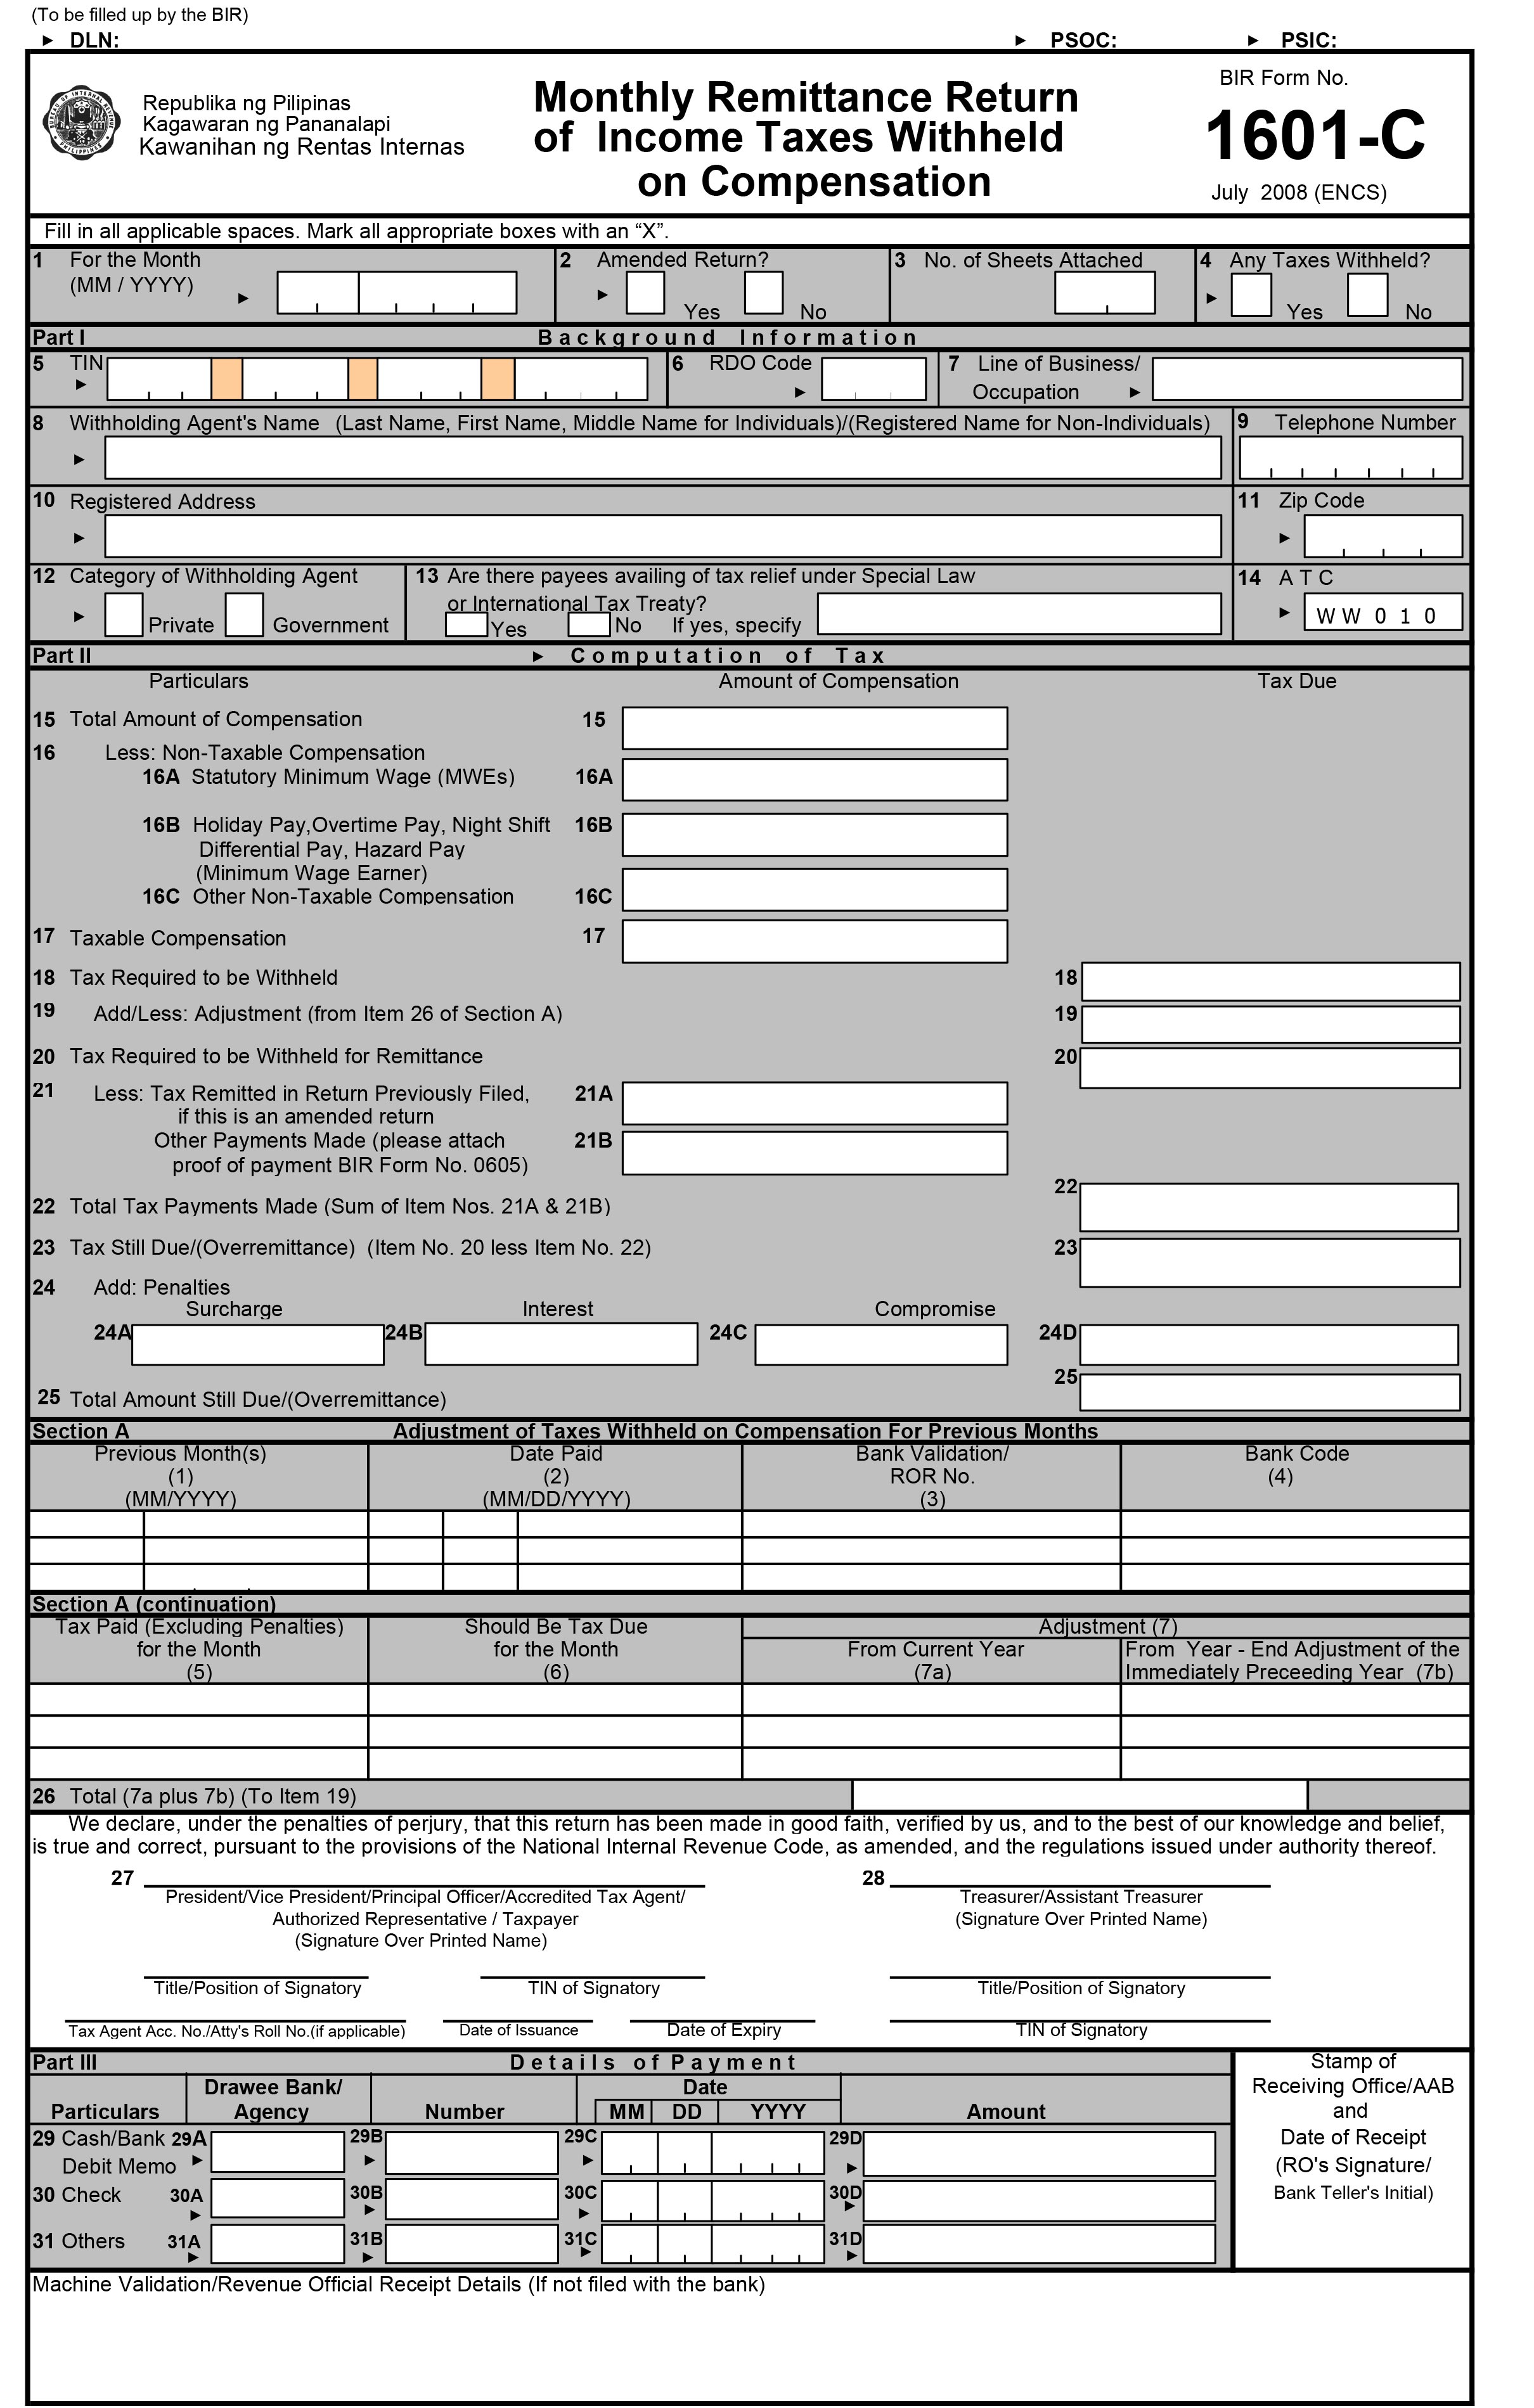 (To be filled up by the BIR)
DLN: PSOC: PSIC:
Republika ng Pilipinas
Kagawaran ng Pananalapi
Kawanihan ng Rentas Internas
Monthly Remittance Return
of Income Taxes Withheld
on Compensation
BIR Form No.
1601-C
July 2008 (ENCS)
Fill in all applicable spaces. Mark all appropriate boxes with an “X”.
1 For the Month
(MM / YYYY)
2 Amended Return?
Yes No
3 No. of Sheets Attached
4 Any Taxes Withheld?
Yes No
Part I Background Information
5 TIN
6 RDO Code
7 Line of Business/
Occupation
8 Withholding Agent's Name (Last Name, First Name, Middle Name for Individuals)/(Registered Name for Non-Individuals)
9 Telephone Number
10 Registered Address
11 Zip Code
12 Category of Withholding Agent
Private Government
13 Are there payees availing of tax relief under Special Law
or International Tax Treaty?
Yes No If yes, specify
14 A T C
W W 0 1 0
Part II Computation of Tax
Particulars Amount of Compensation Tax Due
15 Total Amount of Compensation 15
16 Less: Non-Taxable Compensation
16A Statutory Minimum Wage (MWEs) 16A
16B Holiday Pay,Overtime Pay, Night Shift 16B
Differential Pay, Hazard Pay
(Minimum Wage Earner)
16C Other Non-Taxable Compensation 16C
17 Taxable Compensation 17
18 Tax Required to be Withheld 18
19 Add/Less: Adjustment (from Item 26 of Section A) 19
20 Tax Required to be Withheld for Remittance 20
21 Less: Tax Remitted in Return Previously Filed, 21A
if this is an amended return
Other Payments Made (please attach 21B
proof of payment BIR Form No. 0605)
22 Total Tax Payments Made (Sum of Item Nos. 21A & 21B) 22
23 Tax Still Due/(Overremittance) (Item No. 20 less Item No. 22) 23
24 Add: Penalties
Surcharge Interest Compromise
24A 24B 24C 24D
25 Total Amount Still Due/(Overremittance) 25
Section A Adjustment of Taxes Withheld on Compensation For Previous Months
Previous Month(s)
(1)
(MM/YYYY)
Date Paid
(2)
(MM/DD/YYYY)
Bank Validation/
ROR No.
(3)
Bank Code
(4)
Section A (continuation)
Tax Paid (Excluding Penalties)
for the Month
(5)
Should Be Tax Due
for the Month
(6)
Adjustment (7)
From Current Year
(7a)
From Year - End Adjustment of the
Immediately Preceeding Year (7b)
26 Total (7a plus 7b) (To Item 19)
We declare, under the penalties of perjury, that this return has been made in good faith, verified by us, and to the best of our knowledge and belief,
is true and correct, pursuant to the provisions of the National Internal Revenue Code, as amended, and the regulations issued under authority thereof.
27
President/Vice President/Principal Officer/Accredited Tax Agent/
Authorized Representative / Taxpayer
(Signature Over Printed Name)
28
Treasurer/Assistant Treasurer
(Signature Over Printed Name)
Title/Position of Signatory TIN of Signatory Title/Position of Signatory
Tax Agent Acc. No./Atty's Roll No.(if applicable) Date of Issuance Date of Expiry TIN of Signatory
Part III Details of Payment
Particulars
Drawee Bank/
Agency
Number
Date
MM DD YYYY
Amount
29 Cash/Bank 29A 29B 29C 29D
Debit Memo
30 Check 30A 30B 30C 30D
31 Others 31A 31B 31C 31D
Stamp of
Receiving Office/AAB
and
Date of Receipt
(RO's Signature/
Bank Teller's Initial)
Machine Validation/Revenue Official Receipt Details (If not filed with the bank)